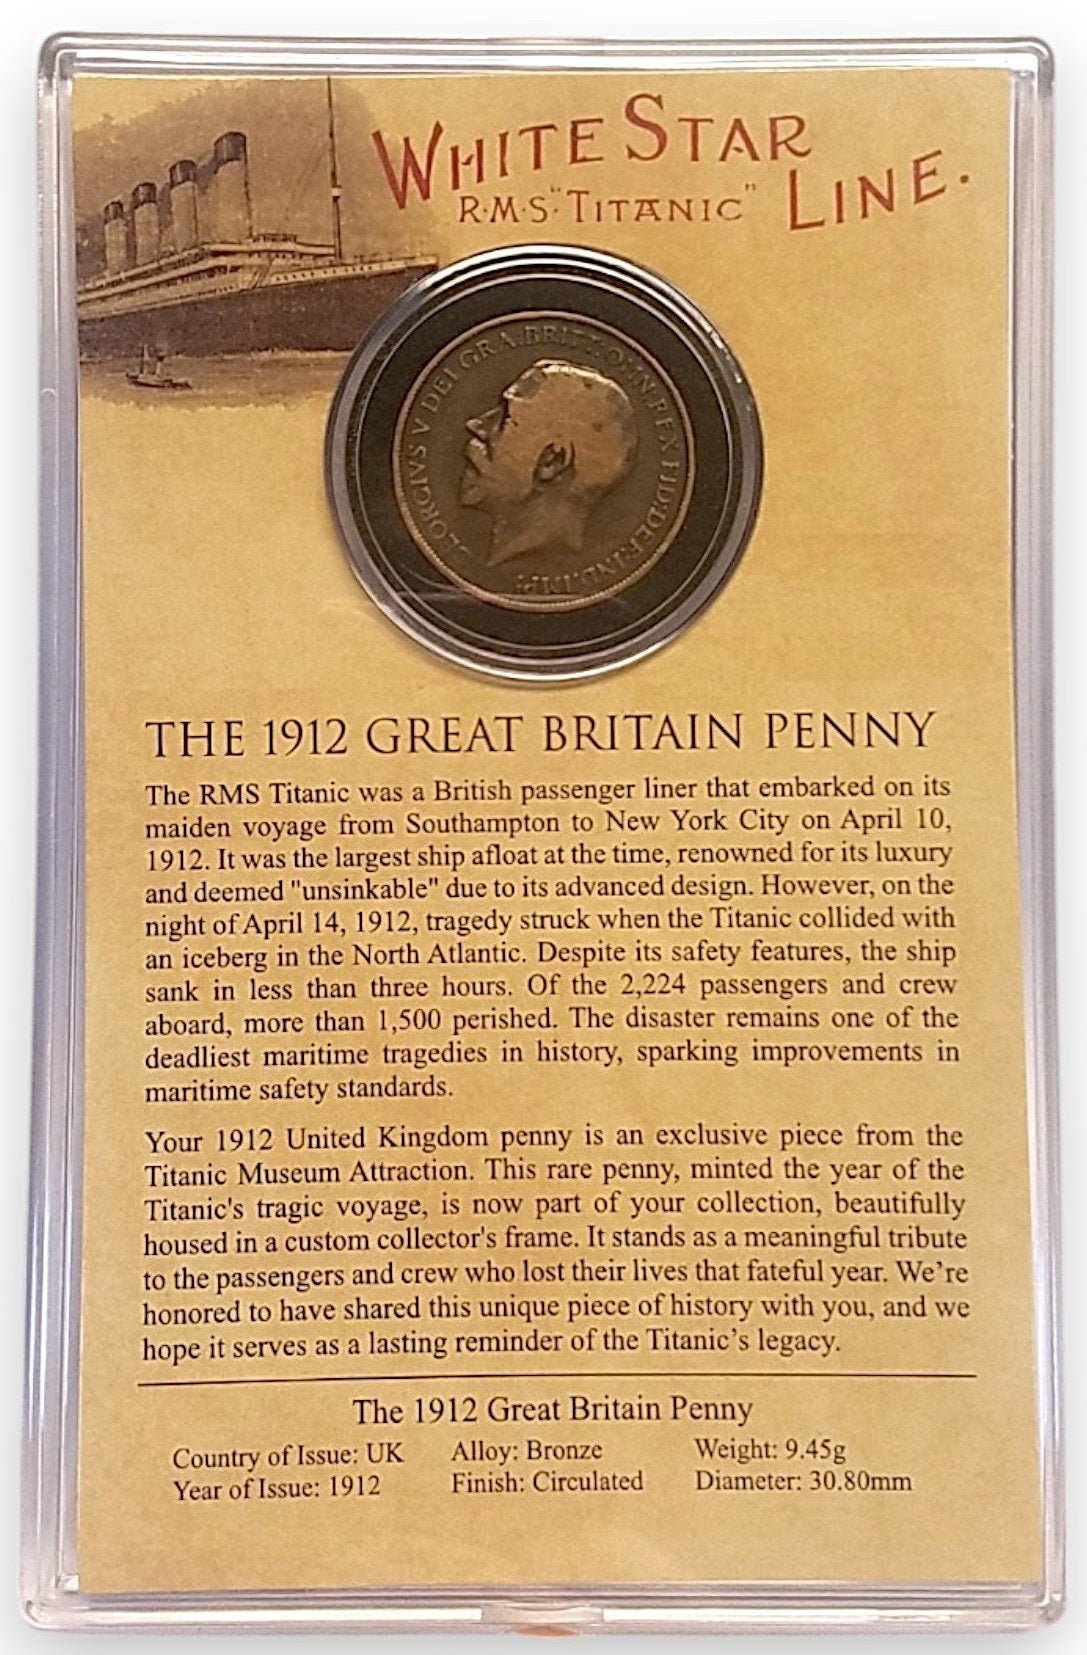 WHITE STAR LINE.
R·M·S·"TITANIC"
GEORGIVS V DEI GRA:BRITT:OMN:REX FID:DEF:IND:IMP:
THE 1912 GREAT BRITAIN PENNY
The RMS Titanic was a British passenger liner that embarked on its
maiden voyage from Southampton to New York City on April 10,
1912. It was the largest ship afloat at the time, renowned for its luxury
and deemed "unsinkable" due to its advanced design. However, on the
night of April 14, 1912, tragedy struck when the Titanic collided with
an iceberg in the North Atlantic. Despite its safety features, the ship
sank in less than three hours. Of the 2,224 passengers and crew
aboard, more than 1,500 perished. The disaster remains one of the
deadliest maritime tragedies in history, sparking improvements in
maritime safety standards.
Your 1912 United Kingdom penny is an exclusive piece from the
Titanic Museum Attraction. This rare penny, minted the year of the
Titanic's tragic voyage, is now part of your collection, beautifully
housed in a custom collector's frame. It stands as a meaningful tribute
to the passengers and crew who lost their lives that fateful year. We’re
honored to have shared this unique piece of history with you, and we
hope it serves as a lasting reminder of the Titanic’s legacy.
The 1912 Great Britain Penny
Country of Issue: UK Alloy: Bronze Weight: 9.45g
Year of Issue: 1912 Finish: Circulated Diameter: 30.80mm